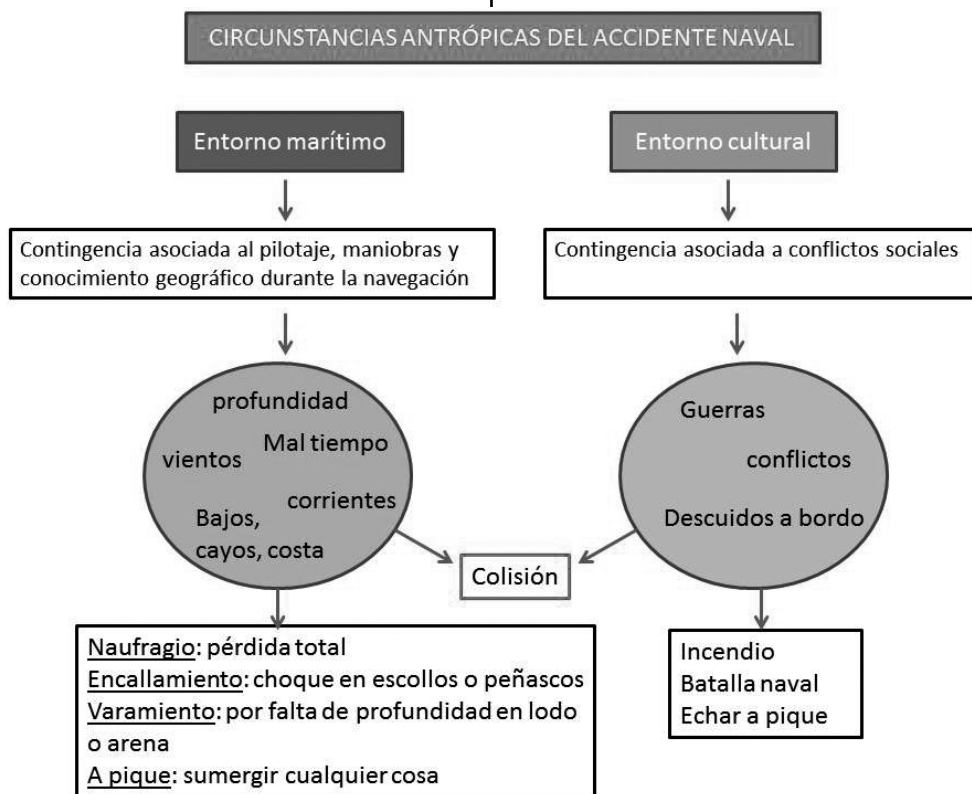 CIRCUNSTANCIAS ANTRÓPICAS DEL ACCIDENTE NAVAL
Entorno marítimo
Contingencia asociada al pilotaje, maniobras y
conocimiento geográfico durante la navegación
profundidad
Mal tiempo
vientos
corrientes
Bajos,
cayos, costa
Entorno cultural
Contingencia asociada a conflictos sociales
Guerras
conflictos
Descuidos a bordo
Colisión
Naufragio: pérdida total
Encallamiento: choque en escollos o peñascos
Varamiento: por falta de profundidad en lodo
o arena
A pique: sumergir cualquier cosa
Incendio
Batalla naval
Echar a pique